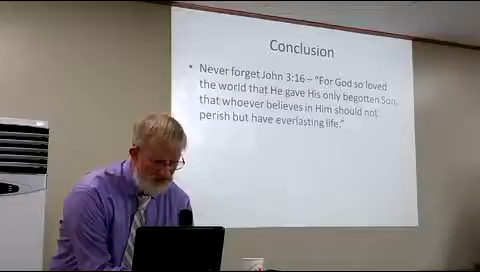 Conclusion
• Never forget John 3:16 – "For God so loved
the world that He gave His only begotten Son,
that whoever believes in Him should not
perish but have everlasting life."